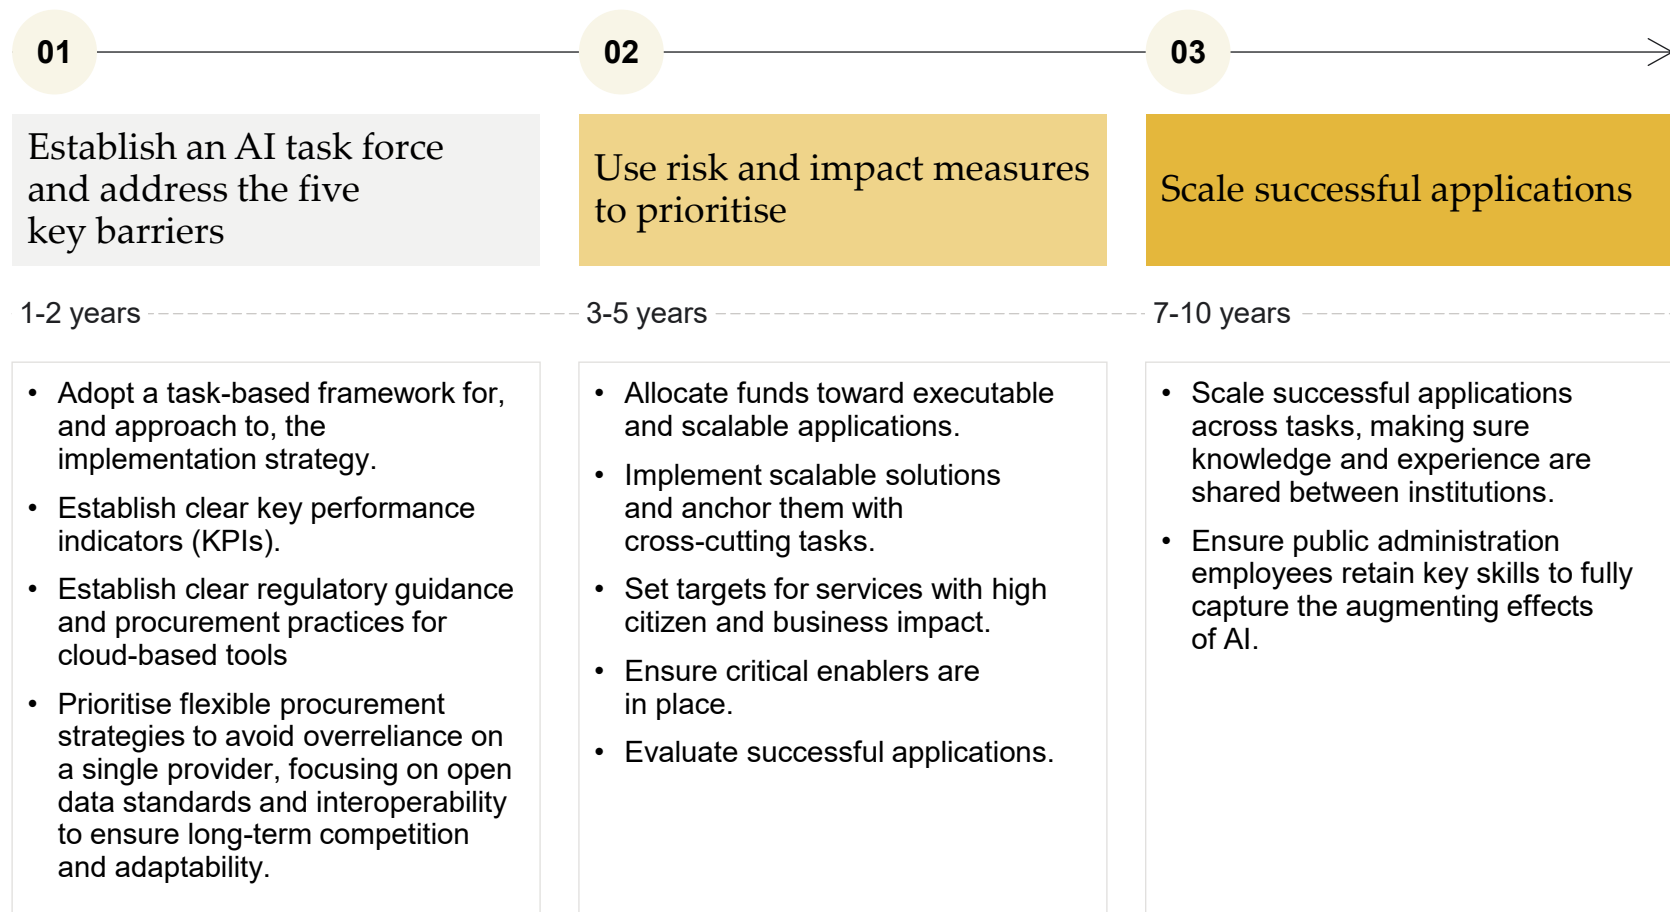 01
02
03
Establish an AI task force
and address the five
key barriers
Use risk and impact measures
to prioritise
Scale successful applications
1-2 years
3-5 years
7-10 years
• Adopt a task-based framework for,
and approach to, the
implementation strategy.
• Establish clear key performance
indicators (KPIs).
• Establish clear regulatory guidance
and procurement practices for
cloud-based tools
• Prioritise flexible procurement
strategies to avoid overreliance on
a single provider, focusing on open
data standards and interoperability
to ensure long-term competition
and adaptability.
• Allocate funds toward executable
and scalable applications.
• Implement scalable solutions
and anchor them with
cross-cutting tasks.
• Set targets for services with high
citizen and business impact.
• Ensure critical enablers are
in place.
• Evaluate successful applications.
• Scale successful applications
across tasks, making sure
knowledge and experience are
shared between institutions.
• Ensure public administration
employees retain key skills to fully
capture the augmenting effects
of AI.